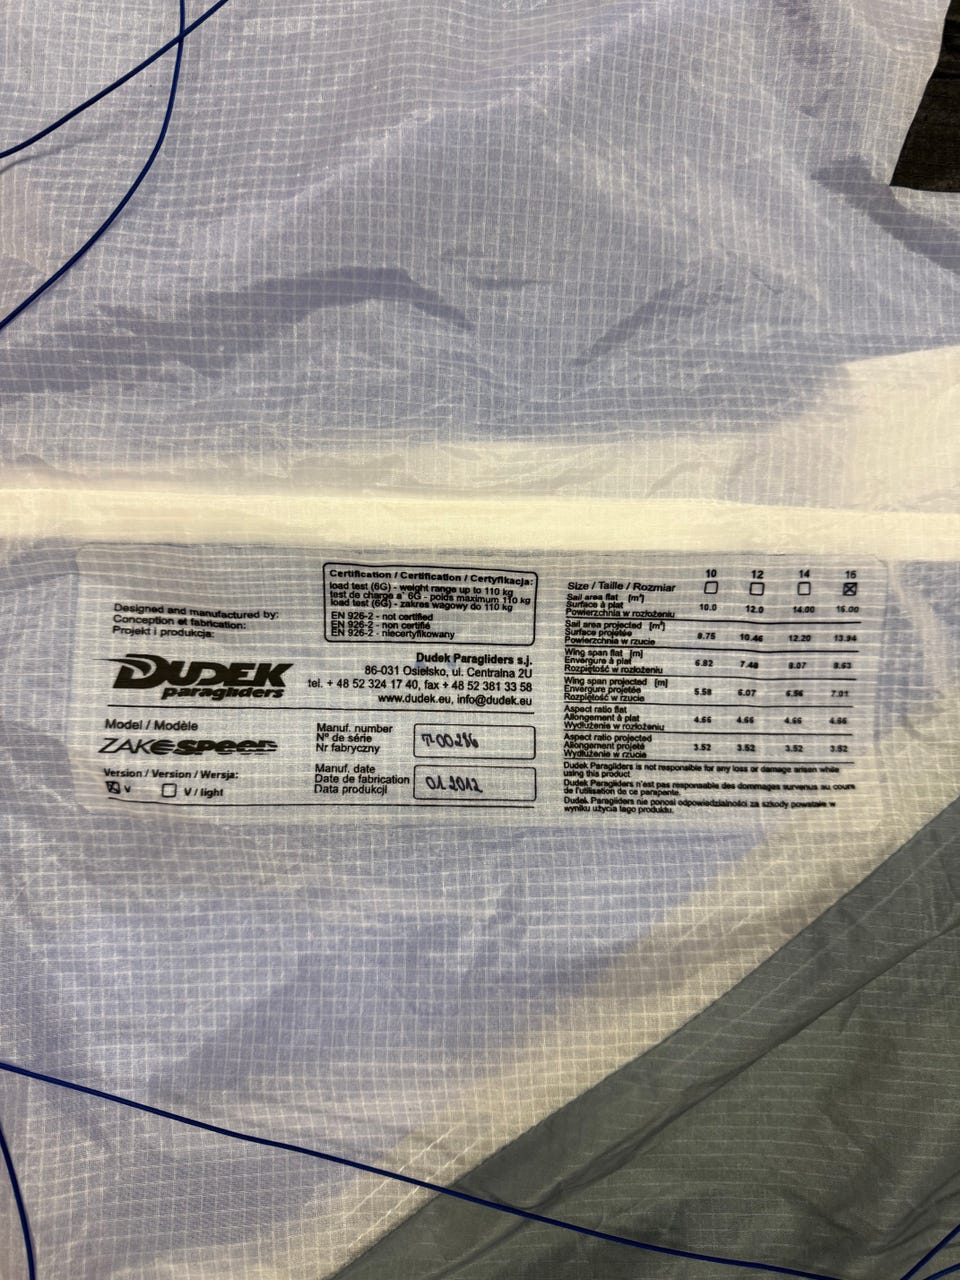 Designed and manufactured by:
Conception et fabrication:
Projekt i produkcja:
DUDEK
paragliders
Model / Modèle
ZAKESPEED
Version / Version / Wersja:
☒ V ☐ V / light
Certification / Certification / Certyfikacja:
load test (6G) - weight range up to 110 kg
test de charge a° 6G - poids maximum 110 kg
load test (6G) - zakres wagowy do 110 kg
EN 926-2 - not certified
EN 926-2 - non certifié
EN 926-2 - niecertyfikowany
Dudek Paragliders s.j.
86-031 Osielsko, ul. Centralna 2U
tel. + 48 52 324 17 40, fax + 48 52 381 33 58
www.dudek.eu, info@dudek.eu
Manuf. number
N° de série
Nr fabryczny
Manuf. date
Date de fabrication
Data produkcji
01.2012
10 12 14 16
Size / Taille / Rozmiar ☐ ☐ ☐ ☒
Sail area flat [m²]
Surface à plat 10.0 12.0 14.00 16.00
Powierzchnia w rozłożeniu
Sail area projected [m²]
Surface projetée 8.75 10.46 12.20 13.94
Powierzchnia w rzucie
Wing span flat [m]
Envergure à plat 6.82 7.48 8.07 8.63
Rozpiętość w rozłożeniu
Wing span projected [m]
Envergure projetée 5.58 6.07 6.56 7.01
Rozpiętość w rzucie
Aspect ratio flat
Allongement à plat 4.66 4.66 4.66 4.66
Wydłużenie w rozłożeniu
Aspect ratio projected
Allongement projeté 3.52 3.52 3.52 3.52
Wydłużenie w rzucie
Dudek Paragliders is not responsible for any loss or damage arisen while
using this product
Dudek Paragliders n'est pas responsable des dommages survenus au cours
de l'utilisation de ce parapente.
Dudek Paragliders nie ponosi odpowiedzialności za szkody powstałe w
wyniku użycia tego produktu.